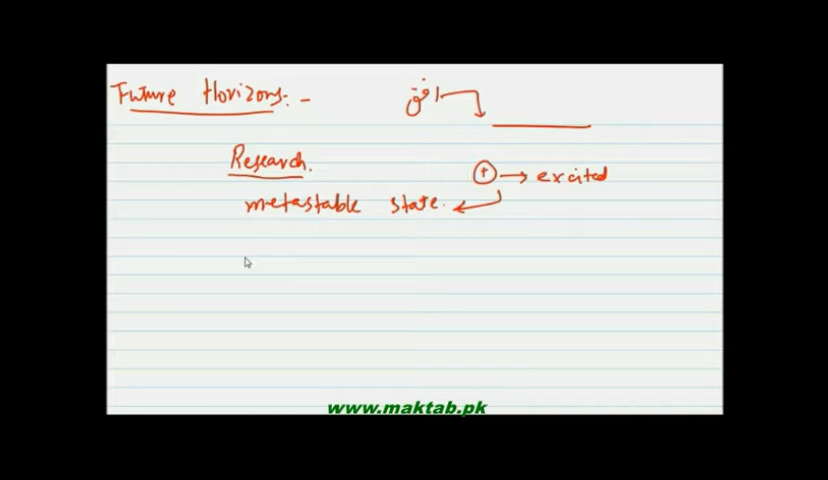 Future Horizons:- افق
Research.
+ excited
metastable state.
www.maktab.pk